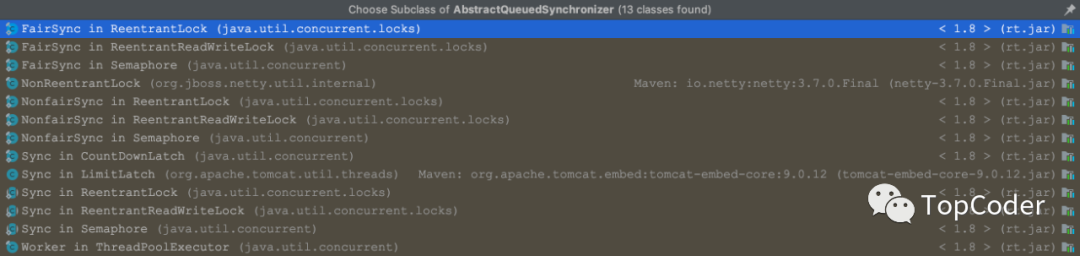 Choose Subclass of AbstractQueuedSynchronizer (13 classes found)
FairSync in ReentrantLock (java.util.concurrent.locks) < 1.8 > (rt.jar)
FairSync in ReentrantReadWriteLock (java.util.concurrent.locks) < 1.8 > (rt.jar)
FairSync in Semaphore (java.util.concurrent) < 1.8 > (rt.jar)
NonReentrantLock (org.jboss.netty.util.internal) Maven: io.netty:netty:3.7.0.Final (netty-3.7.0.Final.jar)
NonfairSync in ReentrantLock (java.util.concurrent.locks) < 1.8 > (rt.jar)
NonfairSync in ReentrantReadWriteLock (java.util.concurrent.locks) < 1.8 > (rt.jar)
NonfairSync in Semaphore (java.util.concurrent) < 1.8 > (rt.jar)
Sync in CountDownLatch (java.util.concurrent) < 1.8 > (rt.jar)
Sync in LimitLatch (org.apache.tomcat.util.threads) Maven: org.apache.tomcat.embed:tomcat-embed-core:9.0.12 (tomcat-embed-core-9.0.12.jar)
Sync in ReentrantLock (java.util.concurrent.locks) < 1.8 > (rt.jar)
Sync in ReentrantReadWriteLock (java.util.concurrent.locks) < 1.8 > (rt.jar)
Sync in Semaphore (java.util.concurrent) < 1.8 > (rt.jar)
Worker in ThreadPoolExecutor (java.util.concurrent) < 1.8 > (rt.jar)
TopCoder